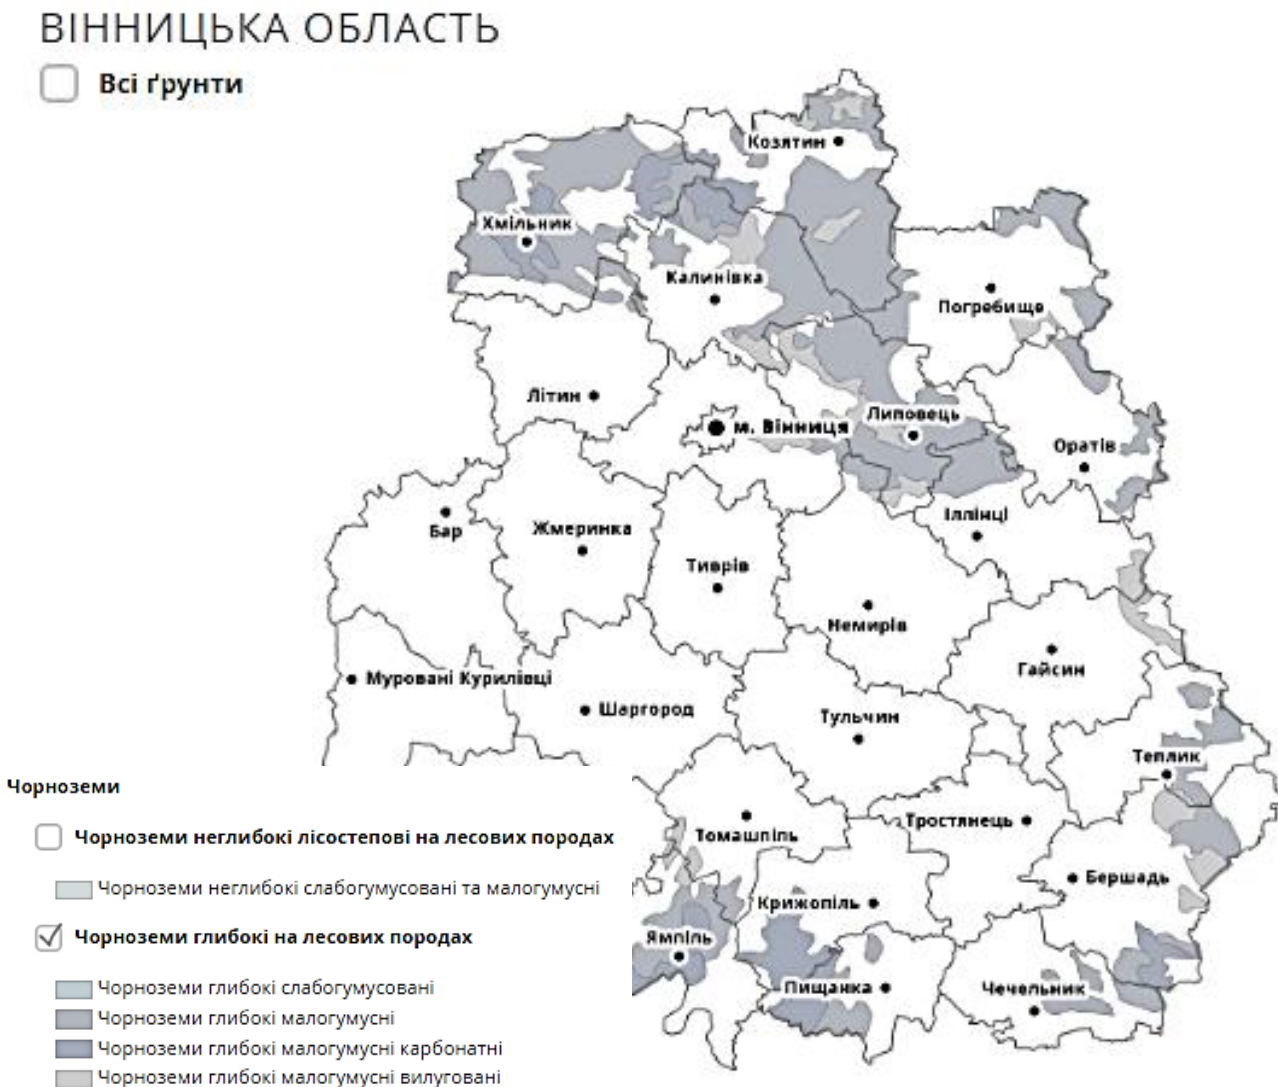 ВІННИЦЬКА ОБЛАСТЬ
Всі ґрунти
Козятин
Хмільник
Калинівка
Погребище
Літин
м. Вінниця
Липовець
Оратів
Бар
Жмеринка
Іллінці
Тиврів
Немирів
Гайсин
Муровані Курилівці
Шаргород
Тульчин
Теплик
Чорноземи
Чорноземи неглибокі лісостепові на лесових породах
Чорноземи неглибокі слабогумусовані та малогумусні
Чорноземи глибокі на лесових породах
Чорноземи глибокі слабогумусовані
Чорноземи глибокі малогумусні
Чорноземи глибокі малогумусні карбонатні
Чорноземи глибокі малогумусні вилуговані
Томашпіль
Тростянець
Бершадь
Крижопіль
Ямпіль
Піщанка
Чечельник